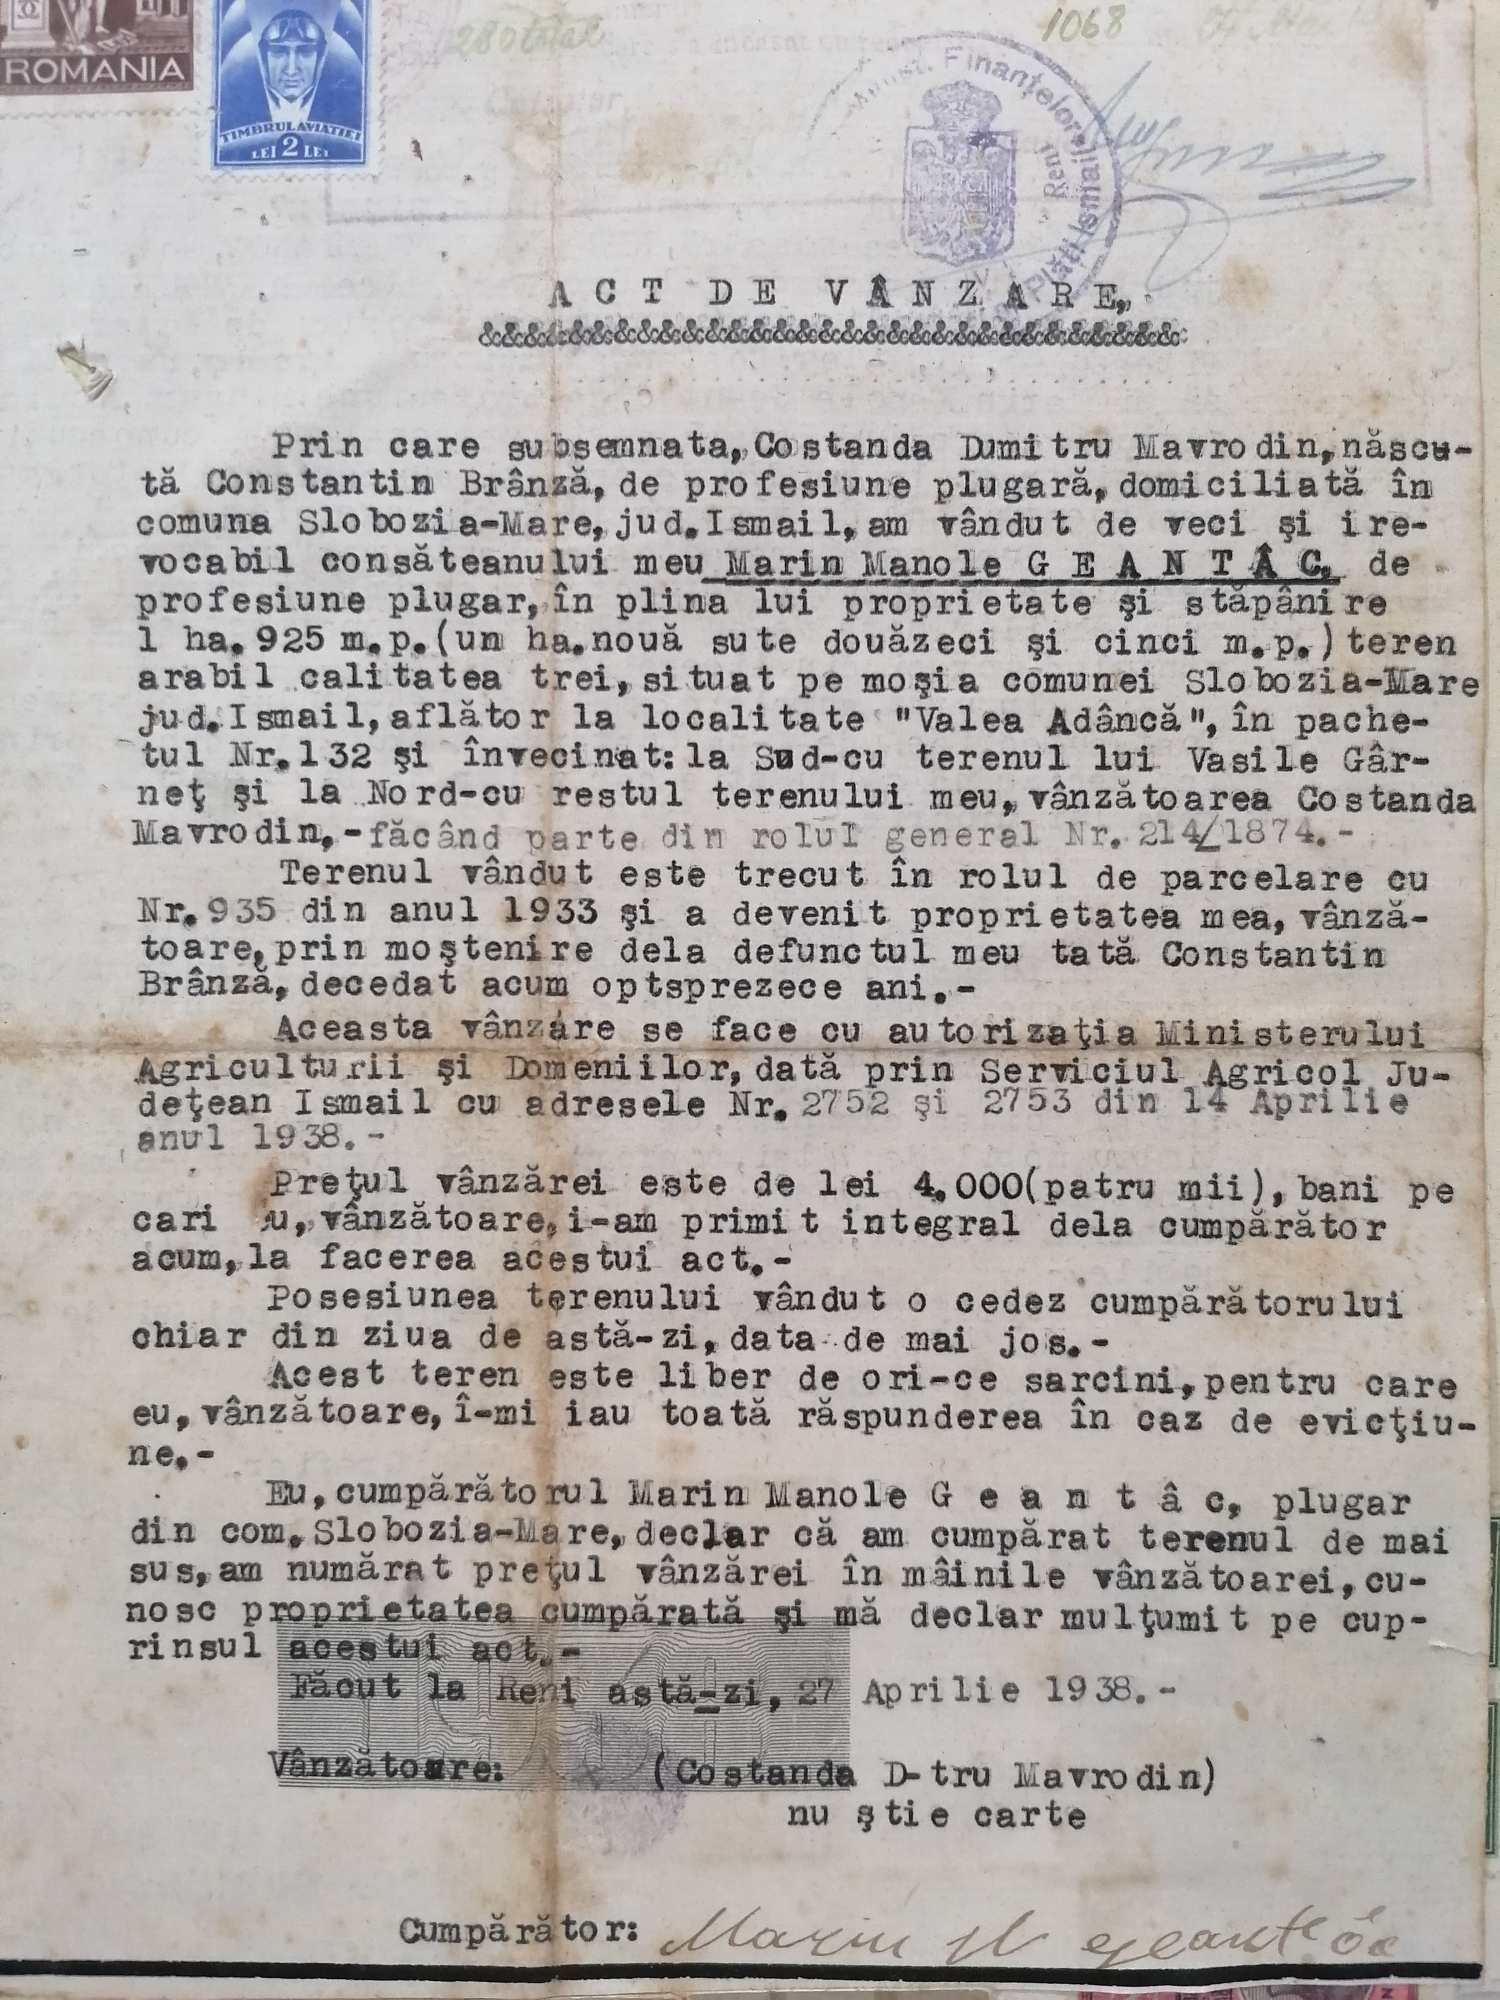 ROMANIA
TIMBRUL AVIATIEI
LEI 2 LEI
280 total
1068
Finanțelor
Reni
Plăți Ismail
ACT DE VÂNZARE,
&&&&&&&&&&&&&&&&&&&&&&&&&&&&&&&
Prin care subsemnata, Costanda Dumitru Mavrodin, născu-
tă Constantin Brânză, de profesiune plugară, domiciliată în
comuna Slobozia-Mare, jud. Ismail, am vândut de veci şi ire-
vocabil consăteanului meu Marin Manole G E A N T Â C, de
profesiune plugar, în plina lui proprietate şi stăpânire
1 ha. 925 m.p.(un ha.nouă sute douăzeci şi cinci m.p.) teren
arabil calitatea trei, situat pe moşia comunei Slobozia-Mare
jud. Ismail, aflător la localitate "Valea Adâncă", în pache-
tul Nr. 132 şi învecinat: la Sud-cu terenul lui Vasile Gâr-
neţ şi la Nord-cu restul terenului meu, vânzătoarea Costanda
Mavrodin,-făcând parte din rolul general Nr. 214/1874.-
Terenul vândut este trecut în rolul de parcelare cu
Nr. 935 din anul 1933 şi a devenit proprietatea mea, vânză-
toare, prin moştenire dela defunctul meu tată Constantin
Brânză, decedat acum optsprezece ani.-
Aceasta vânzare se face cu autorizaţia Ministerului
Agriculturii şi Domeniilor, dată prin Serviciul Agricol Ju-
deţean Ismail cu adresele Nr. 2752 şi 2753 din 14 Aprilie
anul 1938.-
Preţul vânzărei este de lei 4.000(patru mii), bani pe
cari u, vânzătoare, i-am primit integral dela cumpărător
acum, la facerea acestui act.-
Posesiunea terenului vândut o cedez cumpărătorului
chiar din ziua de astă-zi, data de mai jos.-
Acest teren este liber de ori-ce sarcini, pentru care
eu, vânzătoare, î-mi iau toată răspunderea în caz de evicţiu-
ne.-
Eu, cumpărătorul Marin Manole G e a n t â c, plugar
din com. Slobozia-Mare, declar că am cumpărat terenul de mai
sus, am numărat preţul vânzărei în mâinile vânzătoarei, cu-
nosc proprietatea cumpărată şi mă declar mulţumit pe cup-
rinsul acestui act.-
Făcut la Reni astă-zi, 27 Aprilie 1938.-
Vânzătoare: (Costanda D-tru Mavrodin)
nu ştie carte
Cumpărător: Marin M geantôc